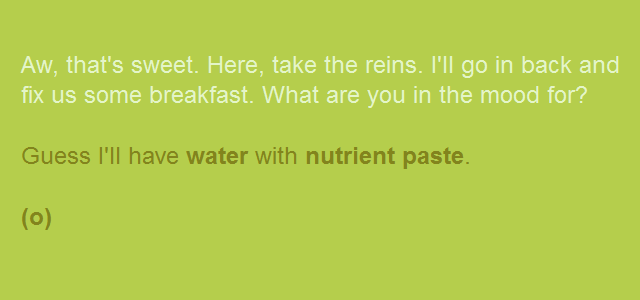 Aw, that's sweet. Here, take the reins. I'll go in back and
fix us some breakfast. What are you in the mood for?
Guess I'll have water with nutrient paste.
(o)